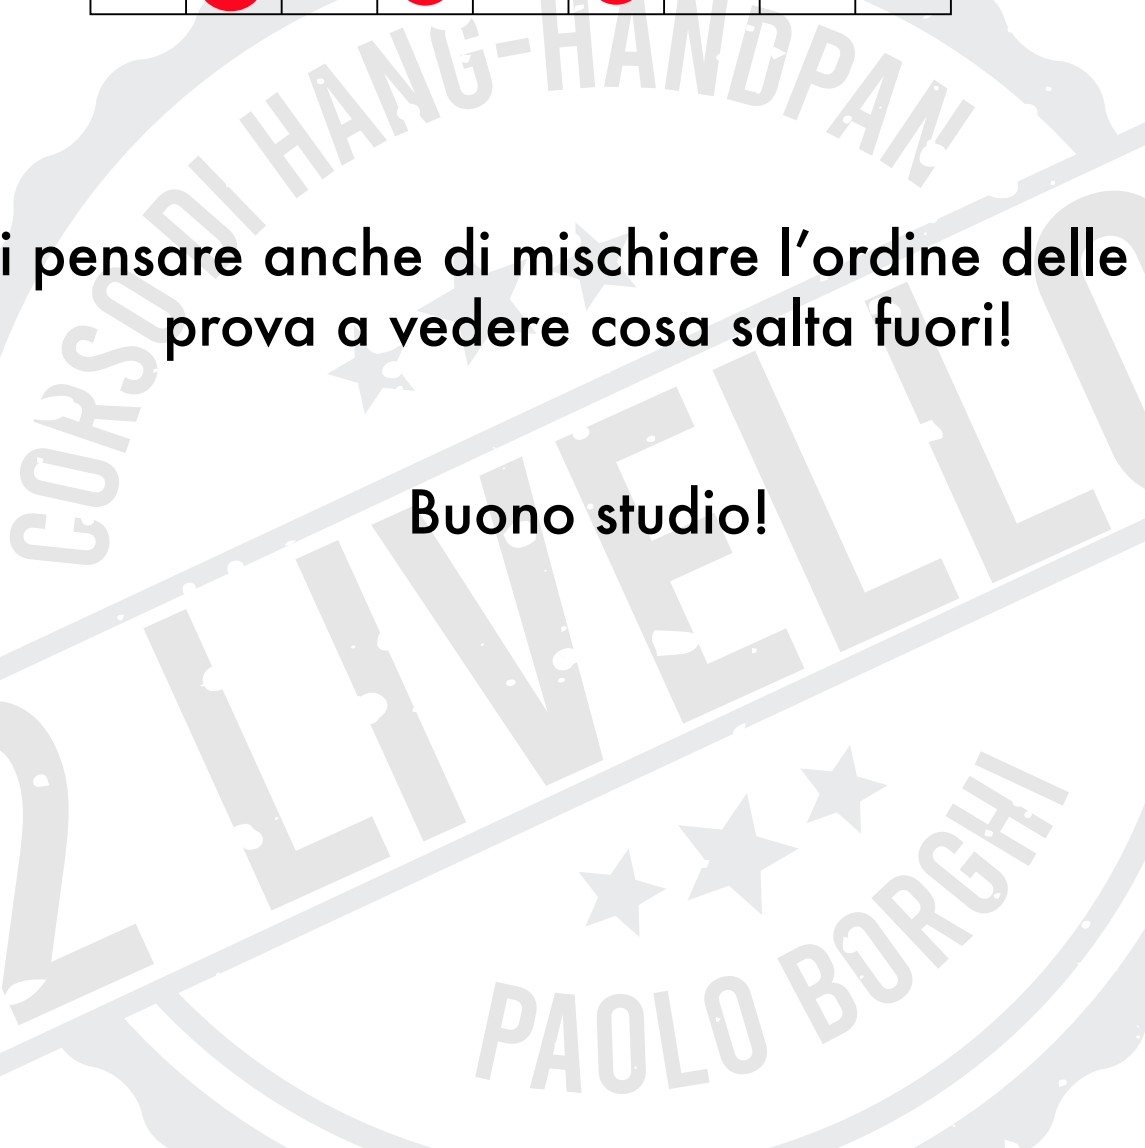 CORSO DI HANG-HANDPAN
i pensare anche di mischiare l’ordine delle
prova a vedere cosa salta fuori!
Buono studio!
2 LIVELLO
PAOLO BORGHI